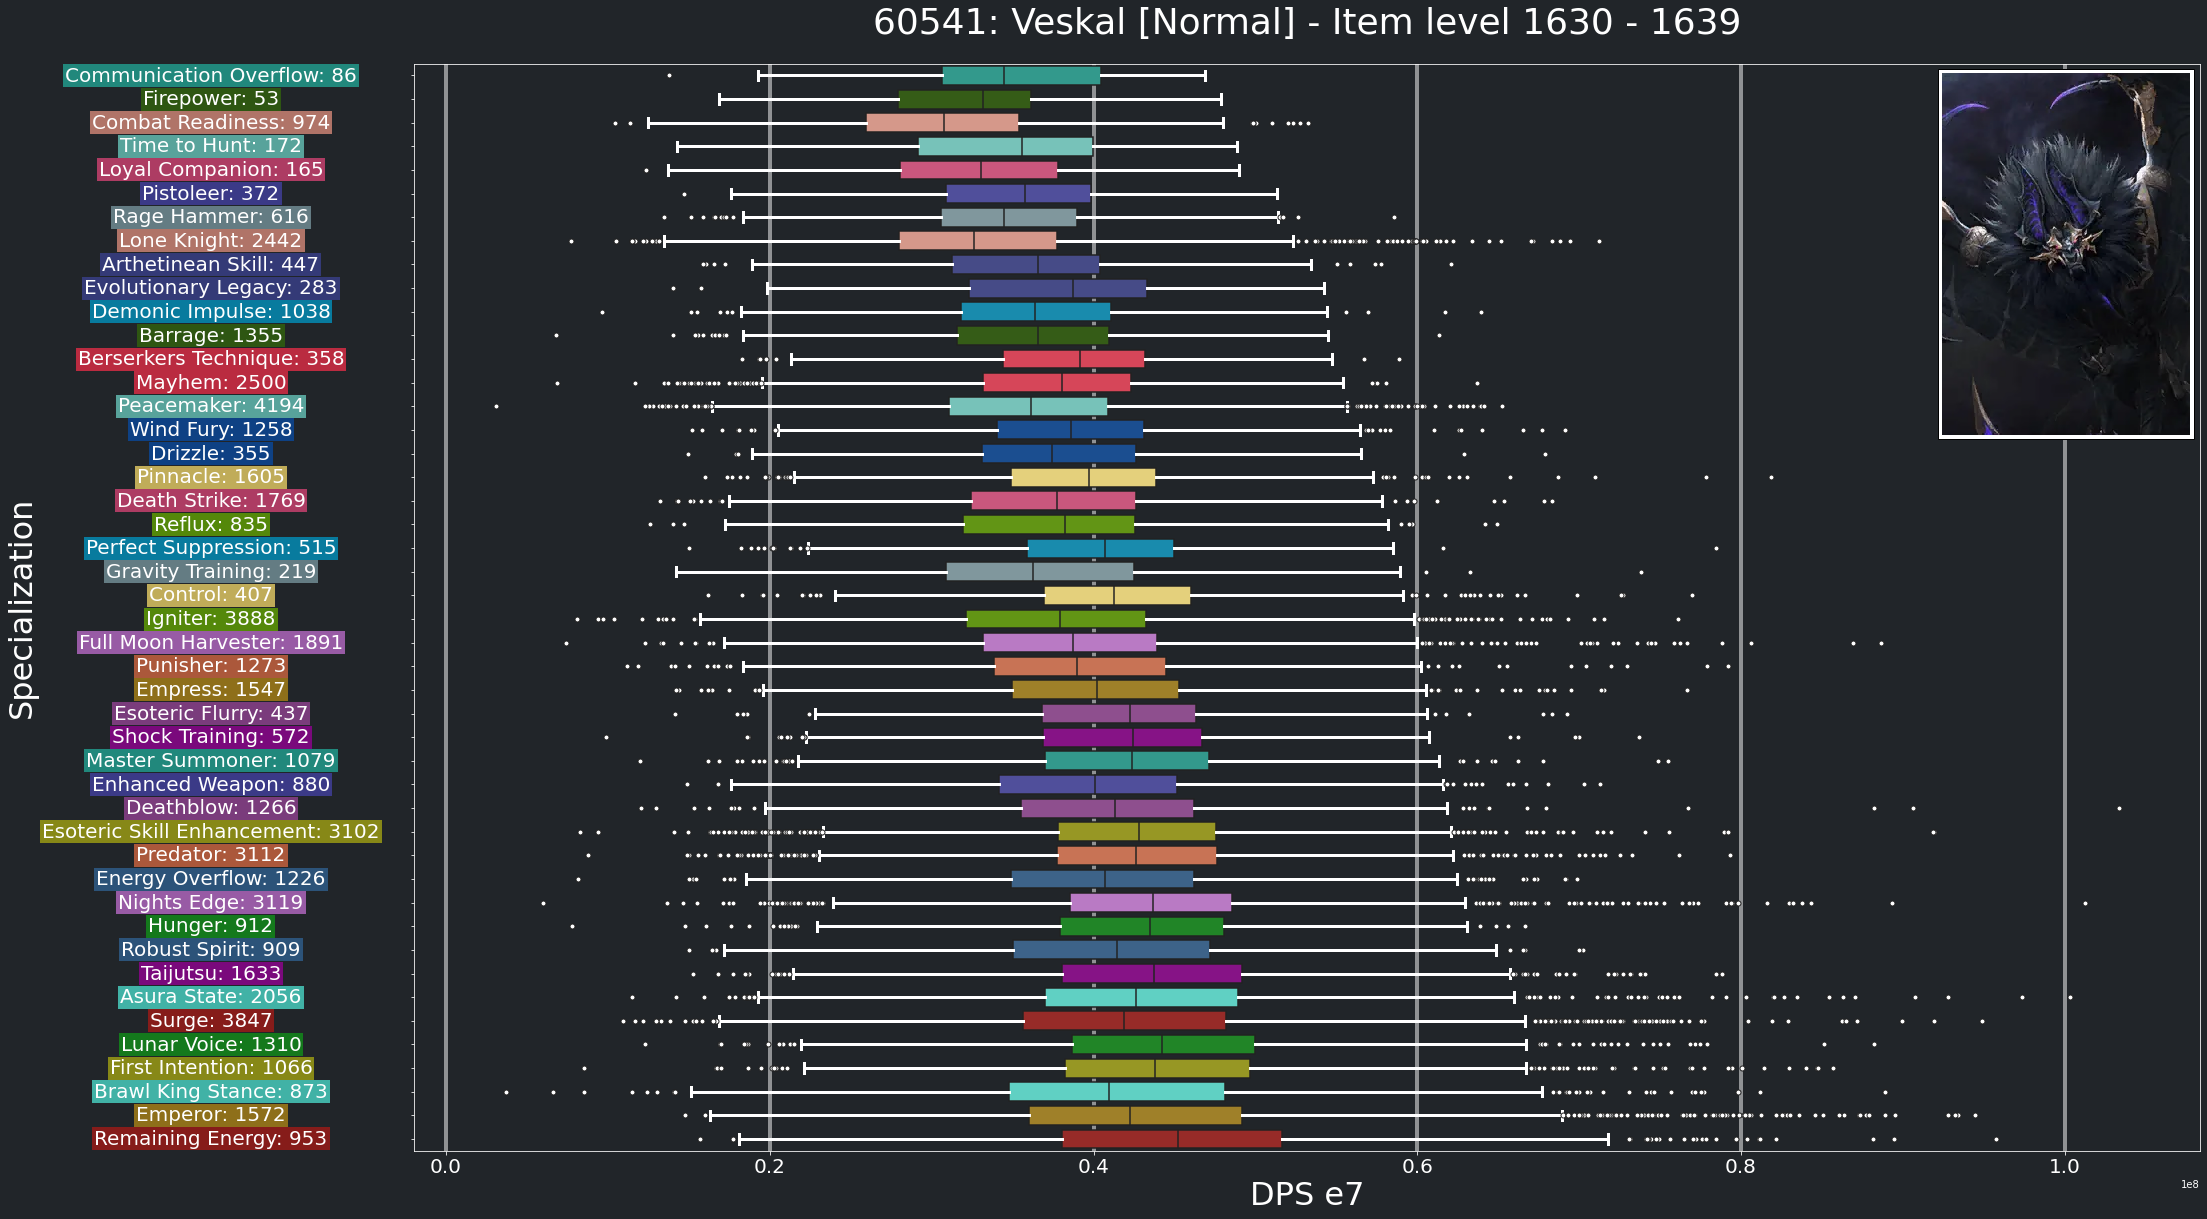 60541: Veskal [Normal] - Item level 1630 - 1639
Communication Overflow: 86
Firepower: 53
Combat Readiness: 974
Time to Hunt: 172
Loyal Companion: 165
Pistoleer: 372
Rage Hammer: 616
Lone Knight: 2442
Arthetinean Skill: 447
Evolutionary Legacy: 283
Demonic Impulse: 1038
Barrage: 1355
Berserkers Technique: 358
Mayhem: 2500
Peacemaker: 4194
Wind Fury: 1258
Drizzle: 355
Pinnacle: 1605
Death Strike: 1769
Reflux: 835
Perfect Suppression: 515
Gravity Training: 219
Control: 407
Igniter: 3888
Full Moon Harvester: 1891
Punisher: 1273
Empress: 1547
Esoteric Flurry: 437
Shock Training: 572
Master Summoner: 1079
Enhanced Weapon: 880
Deathblow: 1266
Esoteric Skill Enhancement: 3102
Predator: 3112
Energy Overflow: 1226
Nights Edge: 3119
Hunger: 912
Robust Spirit: 909
Taijutsu: 1633
Asura State: 2056
Surge: 3847
Lunar Voice: 1310
First Intention: 1066
Brawl King Stance: 873
Emperor: 1572
Remaining Energy: 953
Specialization
0.0 0.2 0.4 0.6 0.8 1.0
1e8
DPS e7